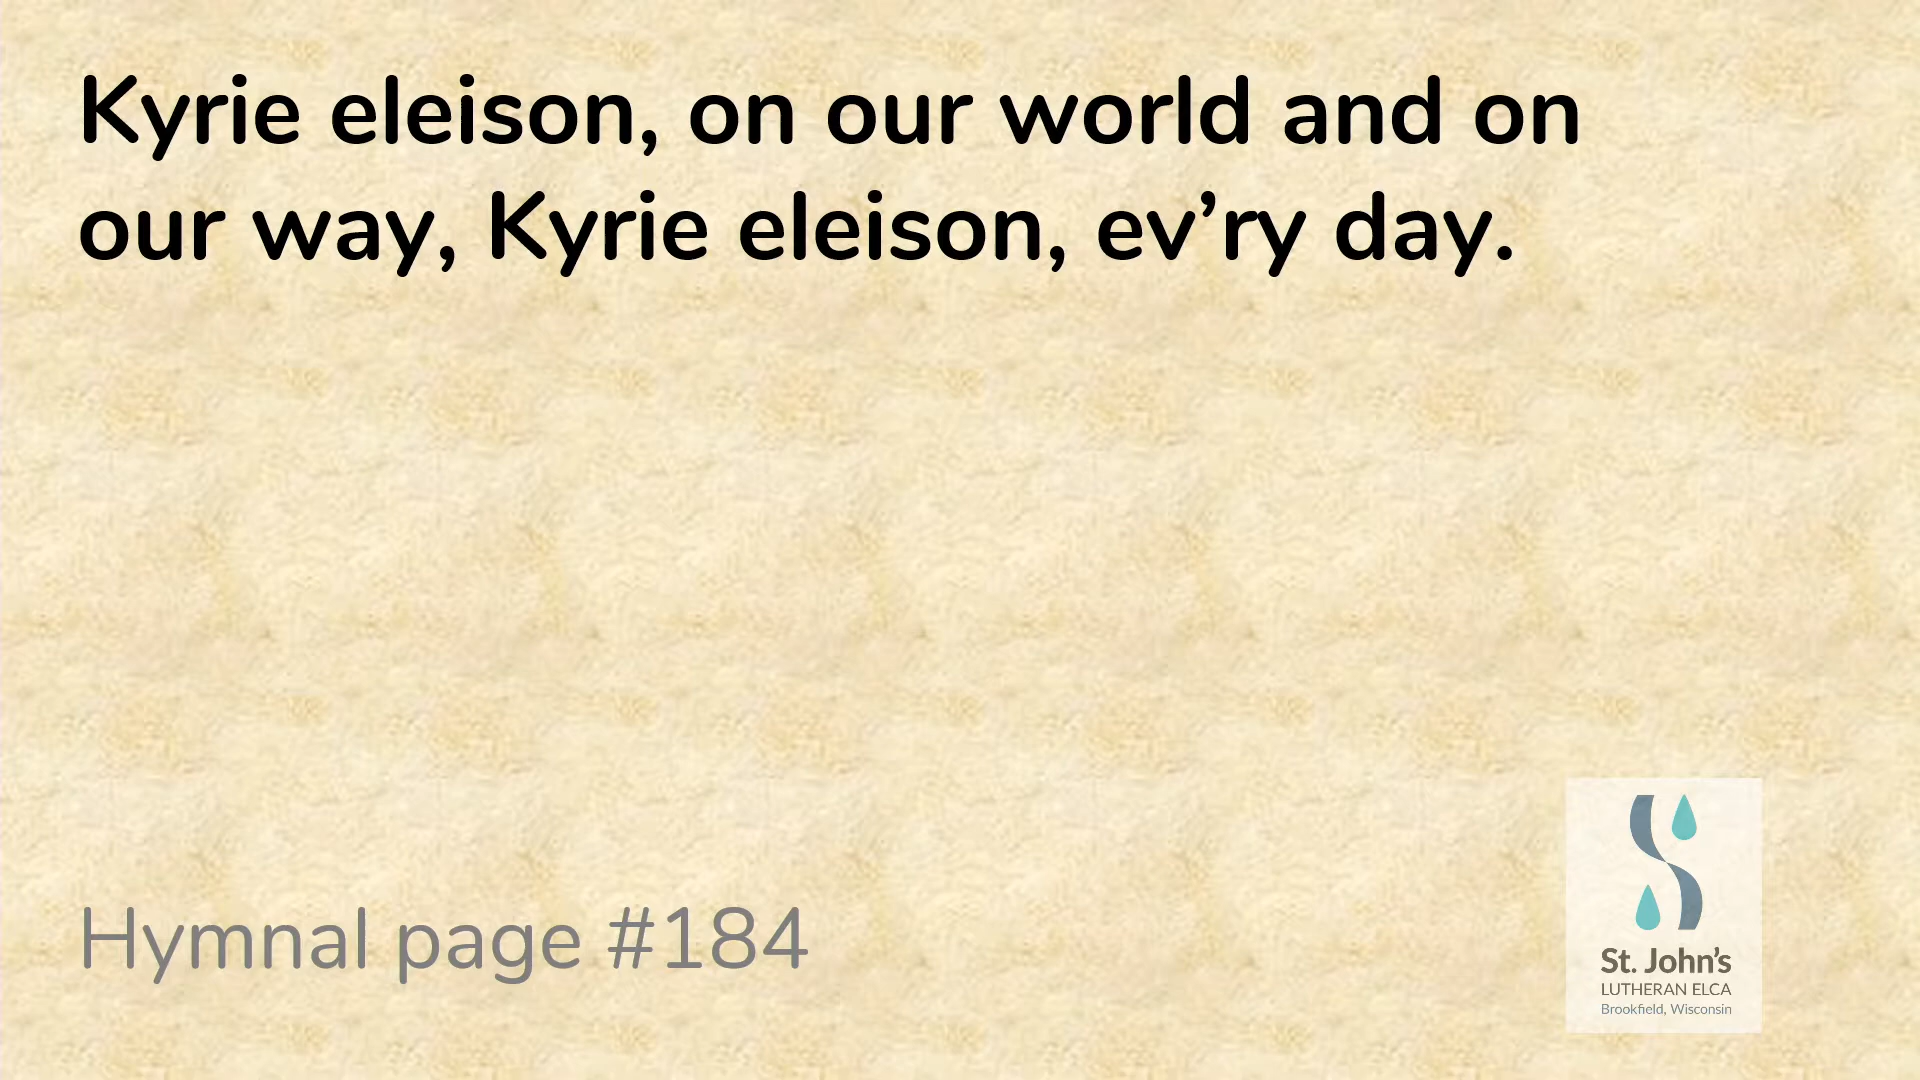 Kyrie eleison, on our world and on
our way, Kyrie eleison, ev’ry day.
Hymnal page #184
St. John’s
LUTHERAN ELCA
Brookfield, Wisconsin